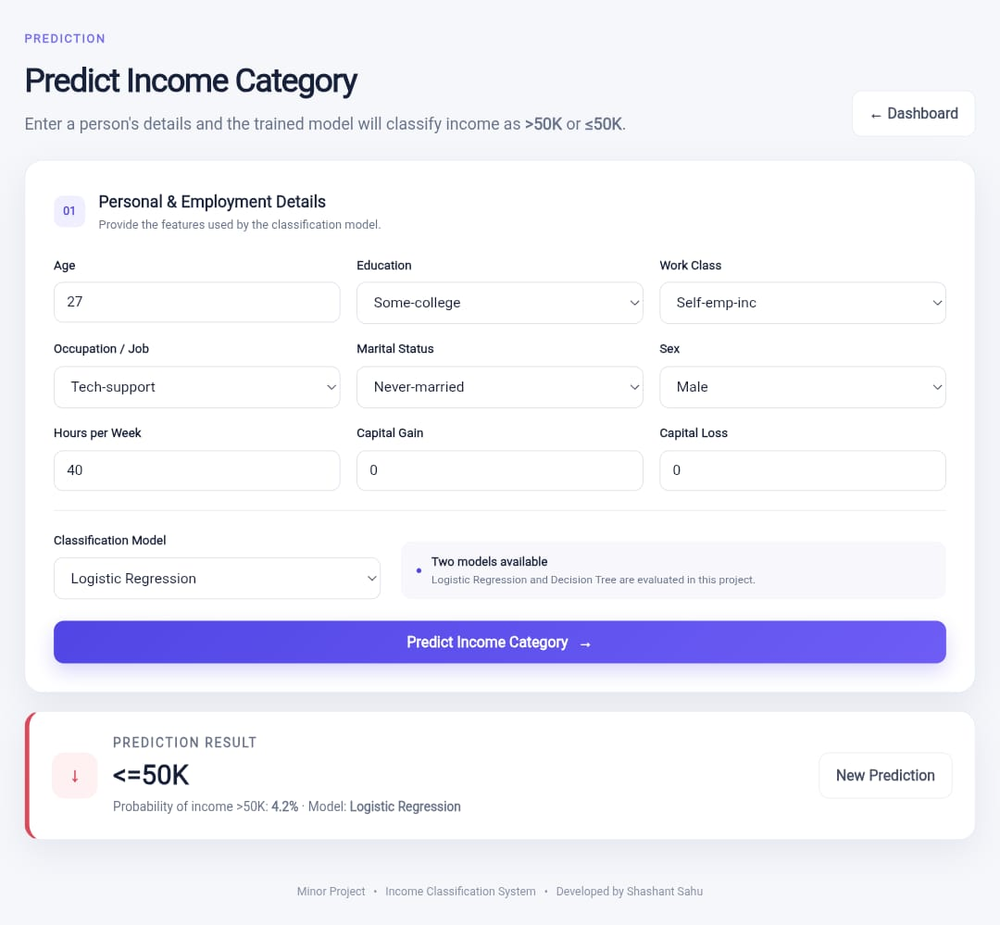 PREDICTION
Predict Income Category
Enter a person's details and the trained model will classify income as >50K or ≤50K.
← Dashboard
01
Personal & Employment Details
Provide the features used by the classification model.
Age
Education
Work Class
27
Some-college
Self-emp-inc
Occupation / Job
Marital Status
Sex
Tech-support
Never-married
Male
Hours per Week
Capital Gain
Capital Loss
40
0
0
Classification Model
Logistic Regression
Two models available
Logistic Regression and Decision Tree are evaluated in this project.
Predict Income Category →
PREDICTION RESULT
↓
<=50K
Probability of income >50K: 4.2% · Model: Logistic Regression
New Prediction
Minor Project • Income Classification System • Developed by Shashant Sahu